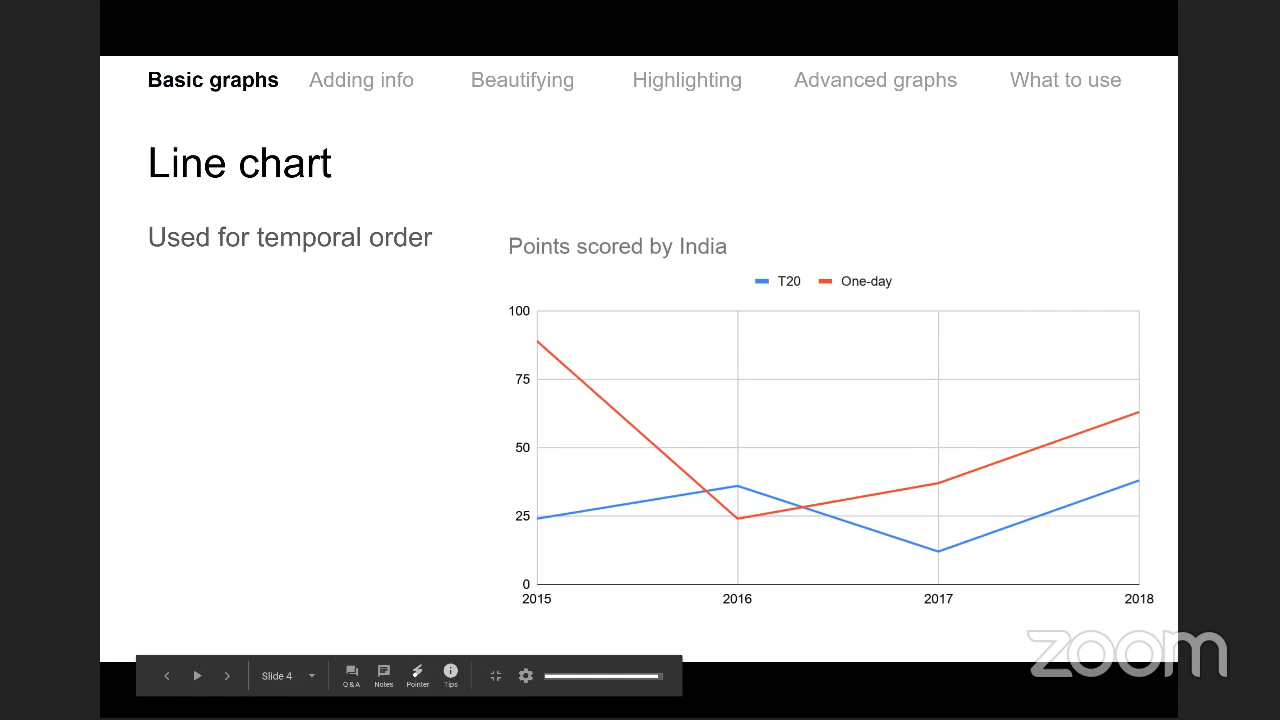 Basic graphs Adding info Beautifying Highlighting Advanced graphs What to use
Line chart
Used for temporal order
Points scored by India
T20 One-day
100
75
50
25
0
2015 2016 2017 2018
zoom
Slide 4
Q & A Notes Pointer Tips